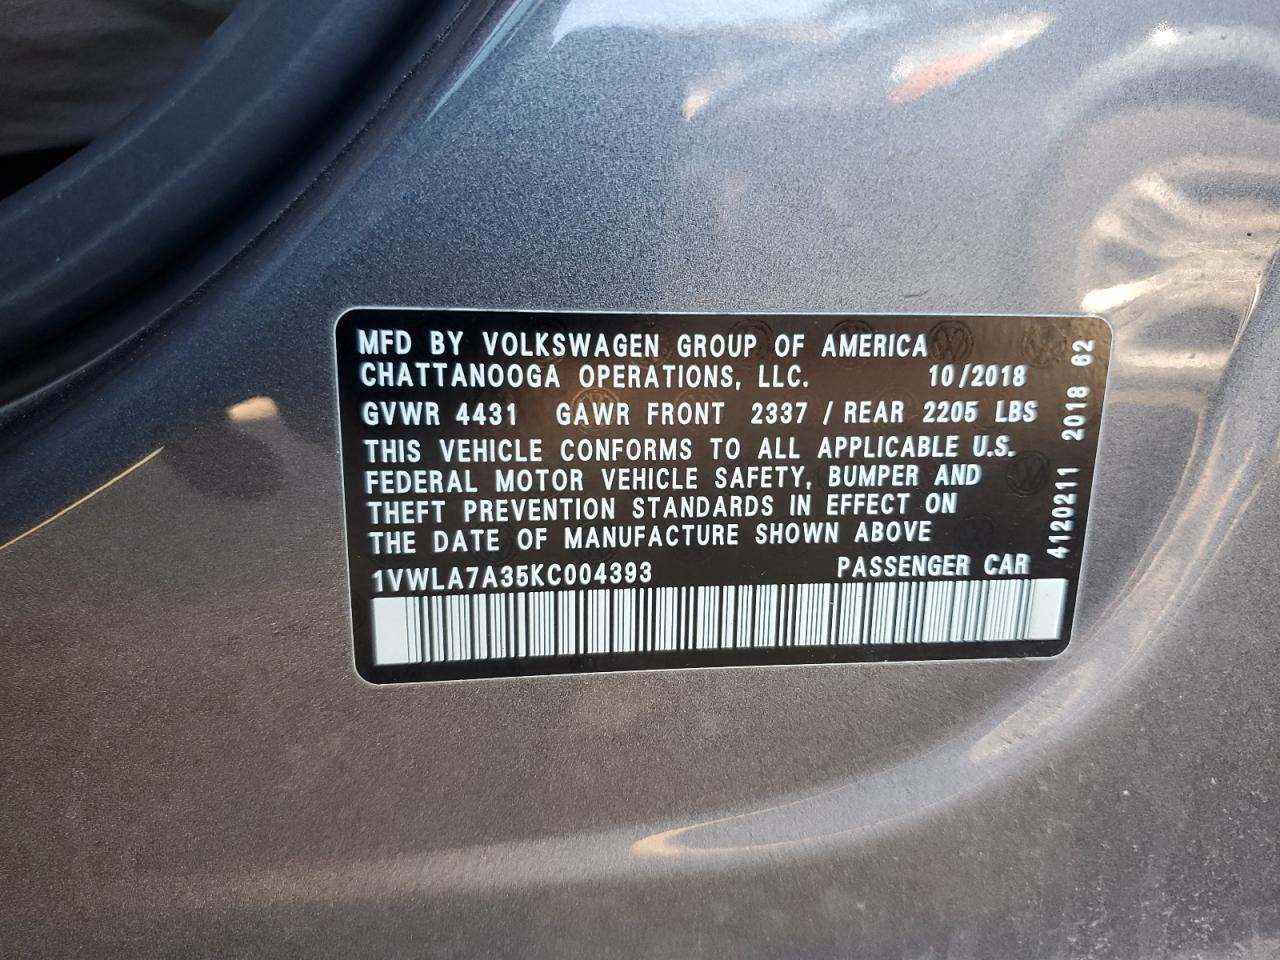 MFD BY VOLKSWAGEN GROUP OF AMERICA
CHATTANOOGA OPERATIONS, LLC. 10/2018
GVWR 4431 GAWR FRONT 2337 / REAR 2205 LBS
THIS VEHICLE CONFORMS TO ALL APPLICABLE U.S.
FEDERAL MOTOR VEHICLE SAFETY, BUMPER AND
THEFT PREVENTION STANDARDS IN EFFECT ON
THE DATE OF MANUFACTURE SHOWN ABOVE
1VWLA7A35KC004393 PASSENGER CAR
4120211 2018 62